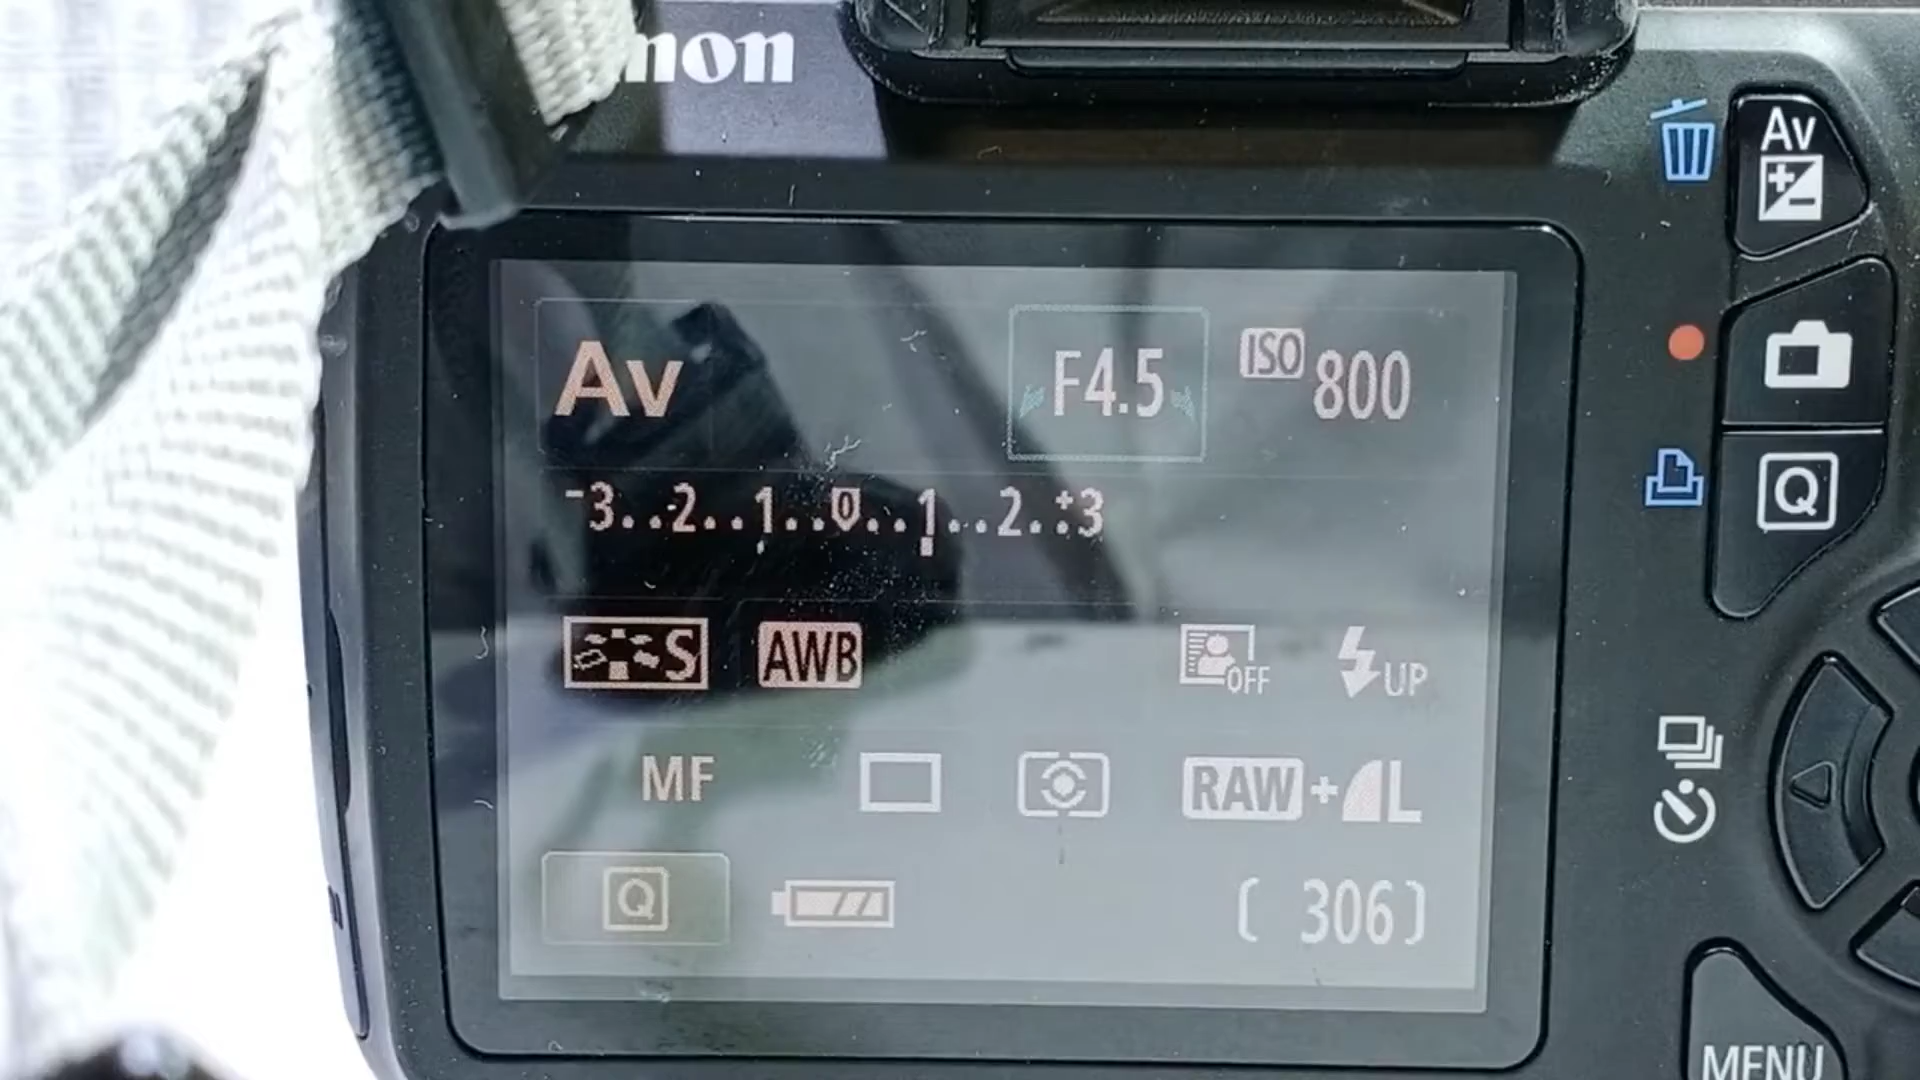 non
Av
Av
F4.5
ISO 800
-3..2..1..0..1..2..+3
Q
S AWB OFF UP
MF RAW+L
Q [ 306]
MENU